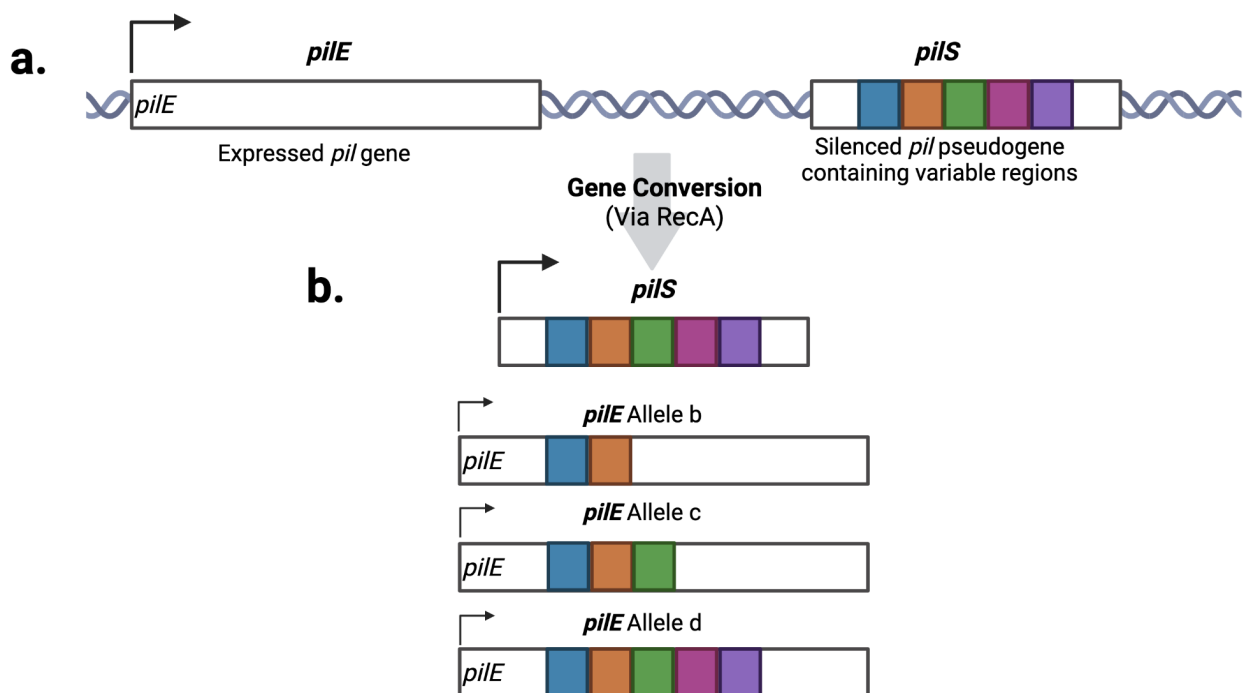 a.
pilE
pilS
pilE
Expressed pil gene
Silenced pil pseudogene
containing variable regions
Gene Conversion
(Via RecA)
b.
pilS
pilE Allele b
pilE
pilE Allele c
pilE
pilE Allele d
pilE